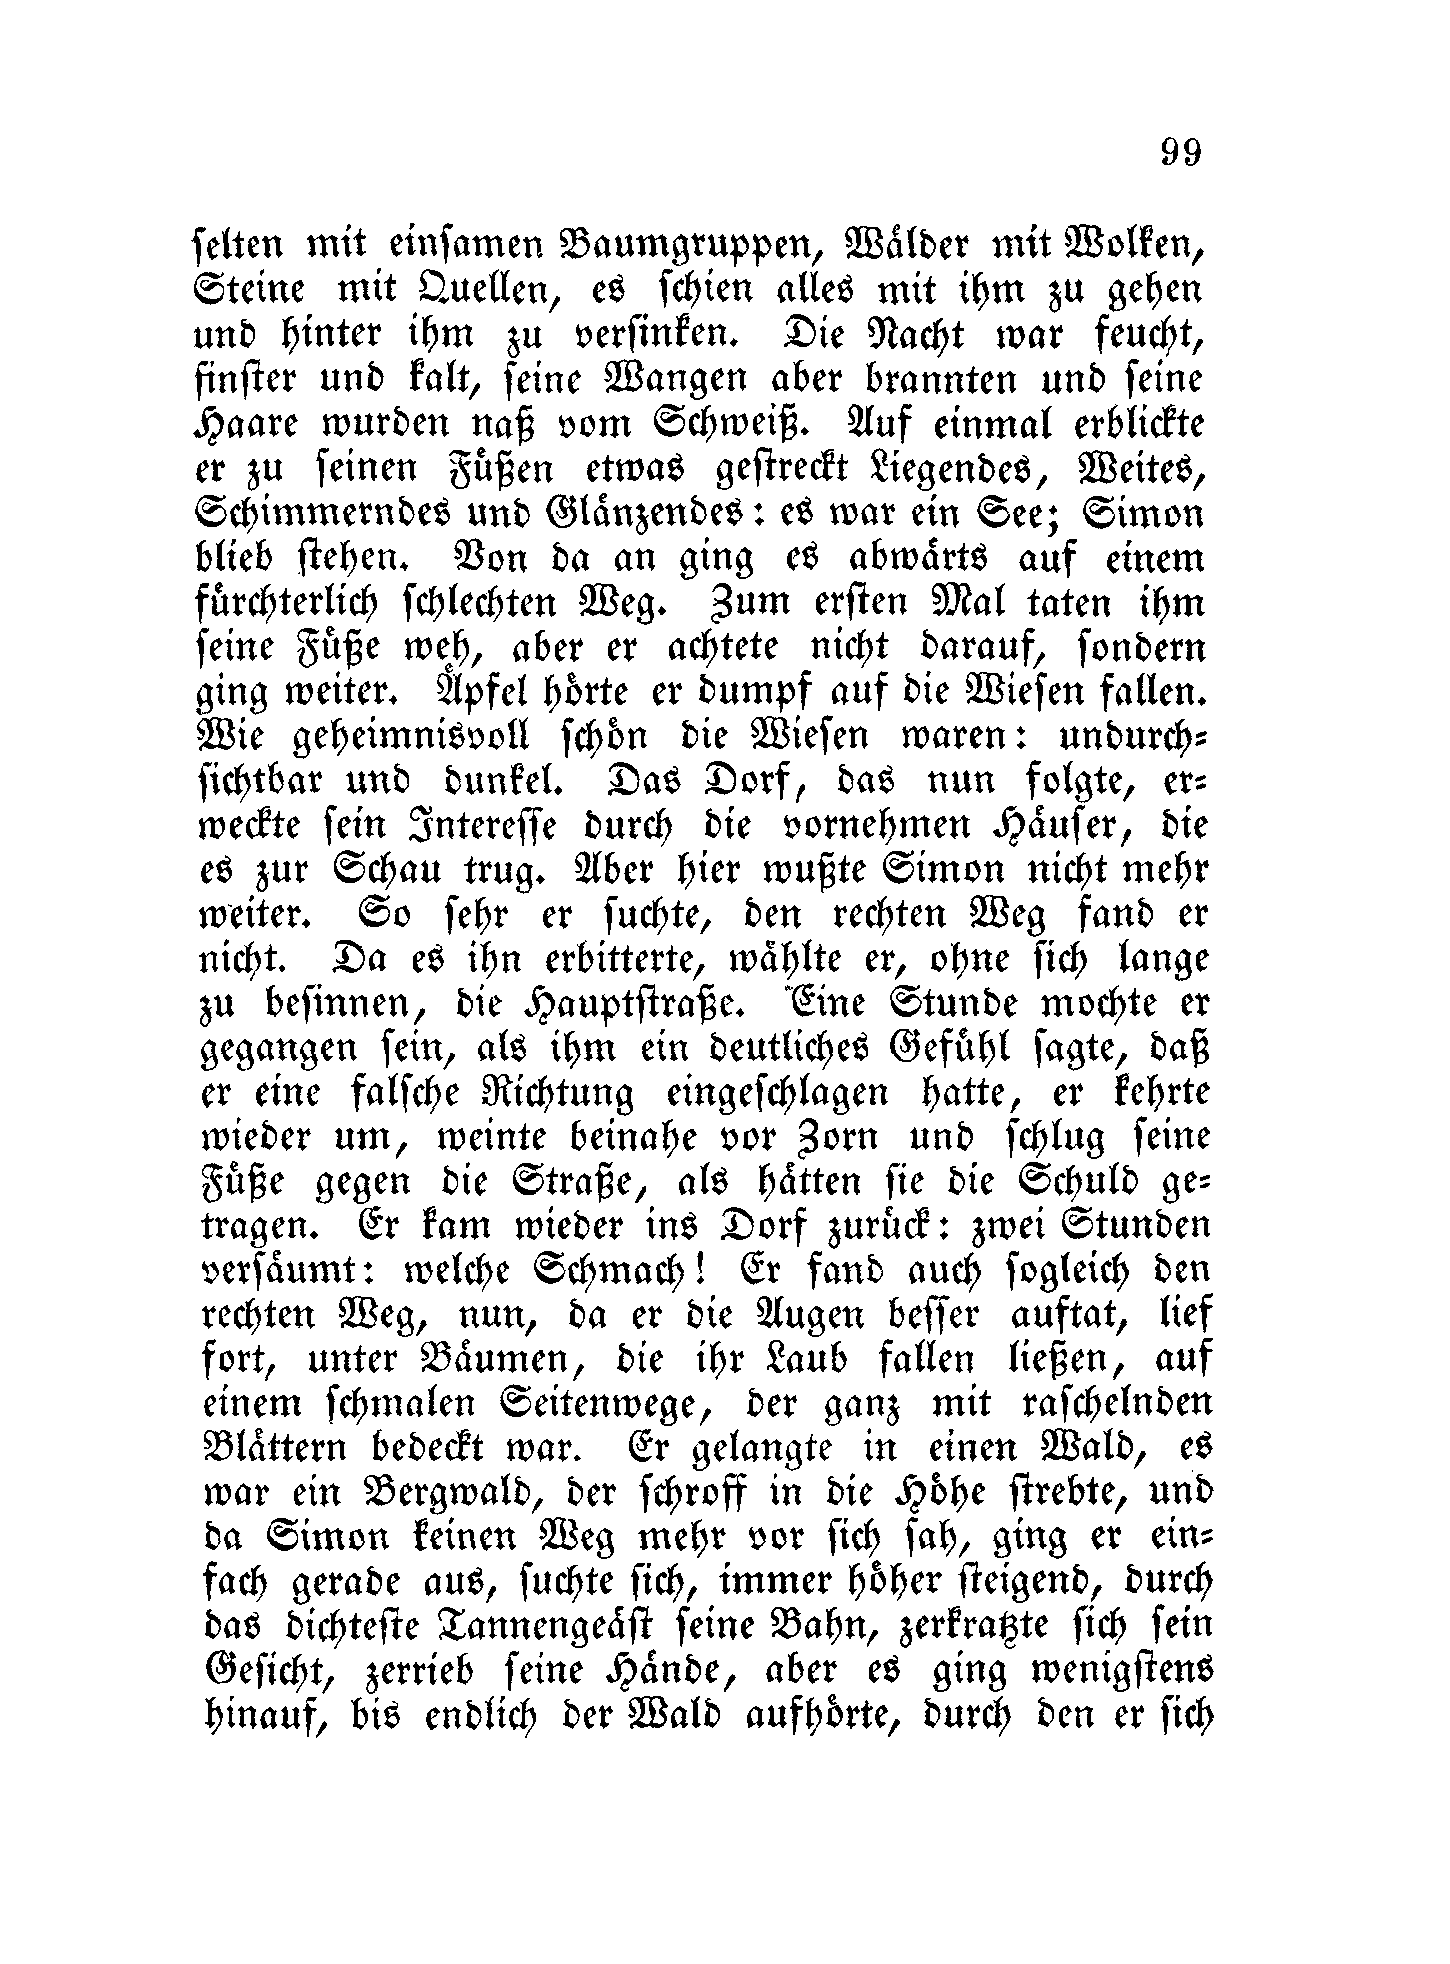 99
selten mit einsamen Baumgruppen, Wälder mit Wolken,
Steine mit Quellen, es schien alles mit ihm zu gehen
und hinter ihm zu versinken. Die Nacht war feucht,
finster und kalt, seine Wangen aber brannten und seine
Haare wurden naß vom Schweiß. Auf einmal erblickte
er zu seinen Füßen etwas gestreckt Liegendes, Weites,
Schimmerndes und Glänzendes: es war ein See; Simon
blieb stehen. Von da an ging es abwärts auf einem
fürchterlich schlechten Weg. Zum ersten Mal taten ihm
seine Füße weh, aber er achtete nicht darauf, sondern
ging weiter. Äpfel hörte er dumpf auf die Wiesen fallen.
Wie geheimnisvoll schön die Wiesen waren: undurch-
sichtbar und dunkel. Das Dorf, das nun folgte, er-
weckte sein Interesse durch die vornehmen Häuser, die
es zur Schau trug. Aber hier wußte Simon nicht mehr
weiter. So sehr er suchte, den rechten Weg fand er
nicht. Da es ihn erbitterte, wählte er, ohne sich lange
zu besinnen, die Hauptstraße. Eine Stunde mochte er
gegangen sein, als ihm ein deutliches Gefühl sagte, daß
er eine falsche Richtung eingeschlagen hatte, er kehrte
wieder um, weinte beinahe vor Zorn und schlug seine
Füße gegen die Straße, als hätten sie die Schuld ge-
tragen. Er kam wieder ins Dorf zurück: zwei Stunden
versäumt: welche Schmach! Er fand auch sogleich den
rechten Weg, nun, da er die Augen besser auftat, lief
fort, unter Bäumen, die ihr Laub fallen ließen, auf
einem schmalen Seitenwege, der ganz mit raschelnden
Blättern bedeckt war. Er gelangte in einen Wald, es
war ein Bergwald, der schroff in die Höhe strebte, und
da Simon keinen Weg mehr vor sich sah, ging er ein-
fach gerade aus, suchte sich, immer höher steigend, durch
das dichteste Tannengeäst seine Bahn, zerkratzte sich sein
Gesicht, zerrieb seine Hände, aber es ging wenigstens
hinauf, bis endlich der Wald aufhörte, durch den er sich